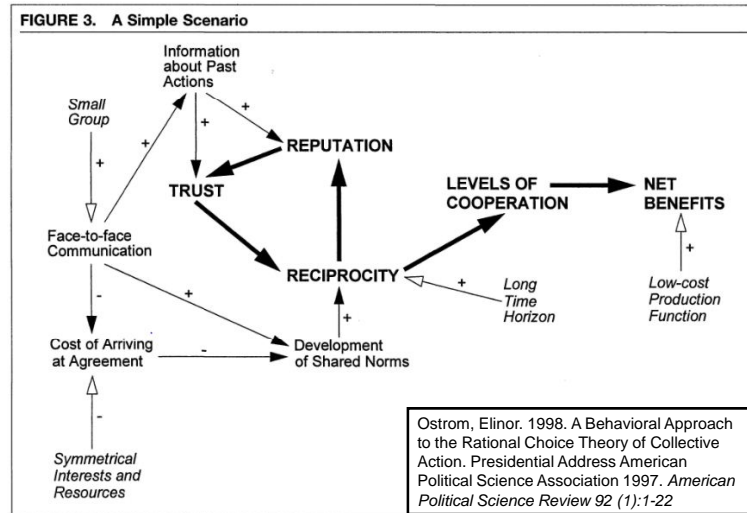 FIGURE 3. A Simple Scenario
Information
about Past
Actions
Small
Group
+
+
+
+
REPUTATION
TRUST
LEVELS OF
COOPERATION
NET
BENEFITS
Face-to-face
Communication
RECIPROCITY
+
Long
Time
Horizon
+
Low-cost
Production
Function
-
+
+
Cost of Arriving
at Agreement
-
Development
of Shared Norms
-
Symmetrical
Interests and
Resources
Ostrom, Elinor. 1998. A Behavioral Approach
to the Rational Choice Theory of Collective
Action. Presidential Address American
Political Science Association 1997. American
Political Science Review 92 (1):1-22